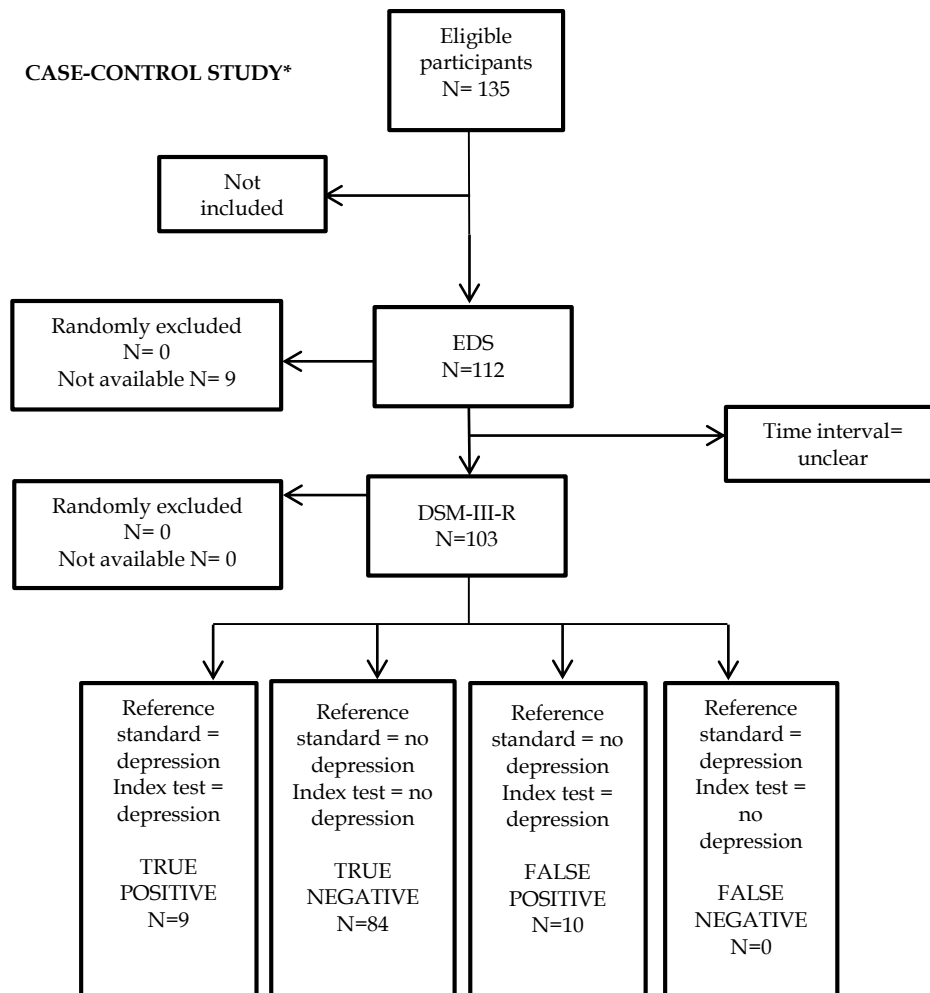 CASE-CONTROL STUDY*
Eligible
participants
N= 135
Not
included
Randomly excluded
N= 0
Not available N= 9
EDS
N=112
Time interval=
unclear
Randomly excluded
N= 0
Not available N= 0
DSM-III-R
N=103
Reference
standard =
depression
Index test =
depression
TRUE
POSITIVE
N=9
Reference
standard = no
depression
Index test = no
depression
TRUE
NEGATIVE
N=84
Reference
standard = no
depression
Index test =
depression
FALSE
POSITIVE
N=10
Reference
standard =
depression
Index test =
no
depression
FALSE
NEGATIVE
N=0